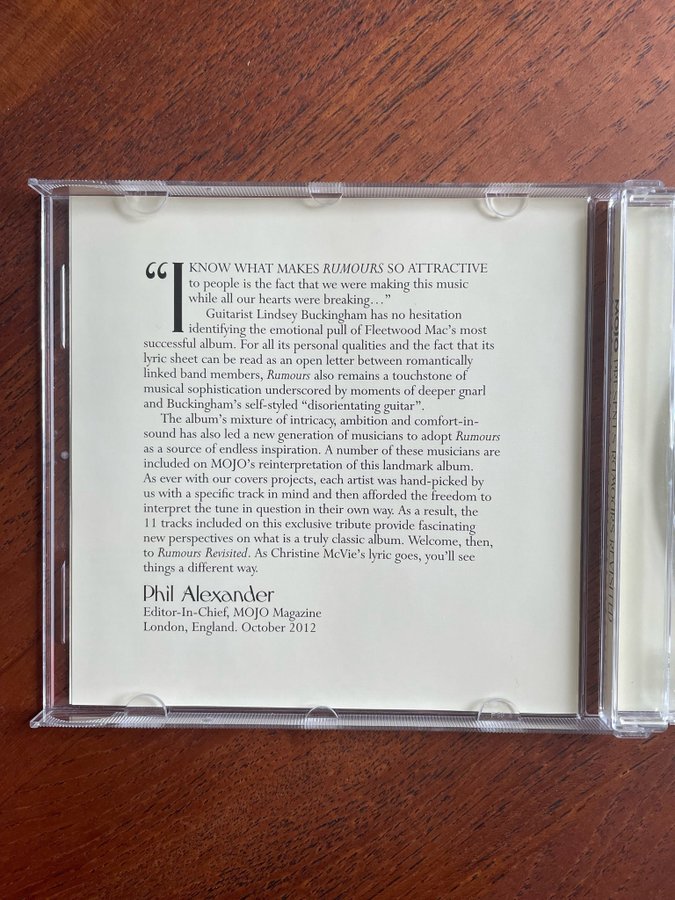 “I KNOW WHAT MAKES RUMOURS SO ATTRACTIVE
to people is the fact that we were making this music
while all our hearts were breaking…”
Guitarist Lindsey Buckingham has no hesitation
identifying the emotional pull of Fleetwood Mac’s most
successful album. For all its personal qualities and the fact that its
lyric sheet can be read as an open letter between romantically
linked band members, Rumours also remains a touchstone of
musical sophistication underscored by moments of deeper gnarl
and Buckingham’s self-styled “disorientating guitar”.
The album’s mixture of intricacy, ambition and comfort-in-
sound has also led a new generation of musicians to adopt Rumours
as a source of endless inspiration. A number of these musicians are
included on MOJO’s reinterpretation of this landmark album.
As ever with our covers projects, each artist was hand-picked by
us with a specific track in mind and then afforded the freedom to
interpret the tune in question in their own way. As a result, the
11 tracks included on this exclusive tribute provide fascinating
new perspectives on what is a truly classic album. Welcome, then,
to Rumours Revisited. As Christine McVie’s lyric goes, you’ll see
things a different way.
Phil Alexander
Editor-In-Chief, MOJO Magazine
London, England. October 2012
MOJO PRESENTS RUMOURS REVISITED